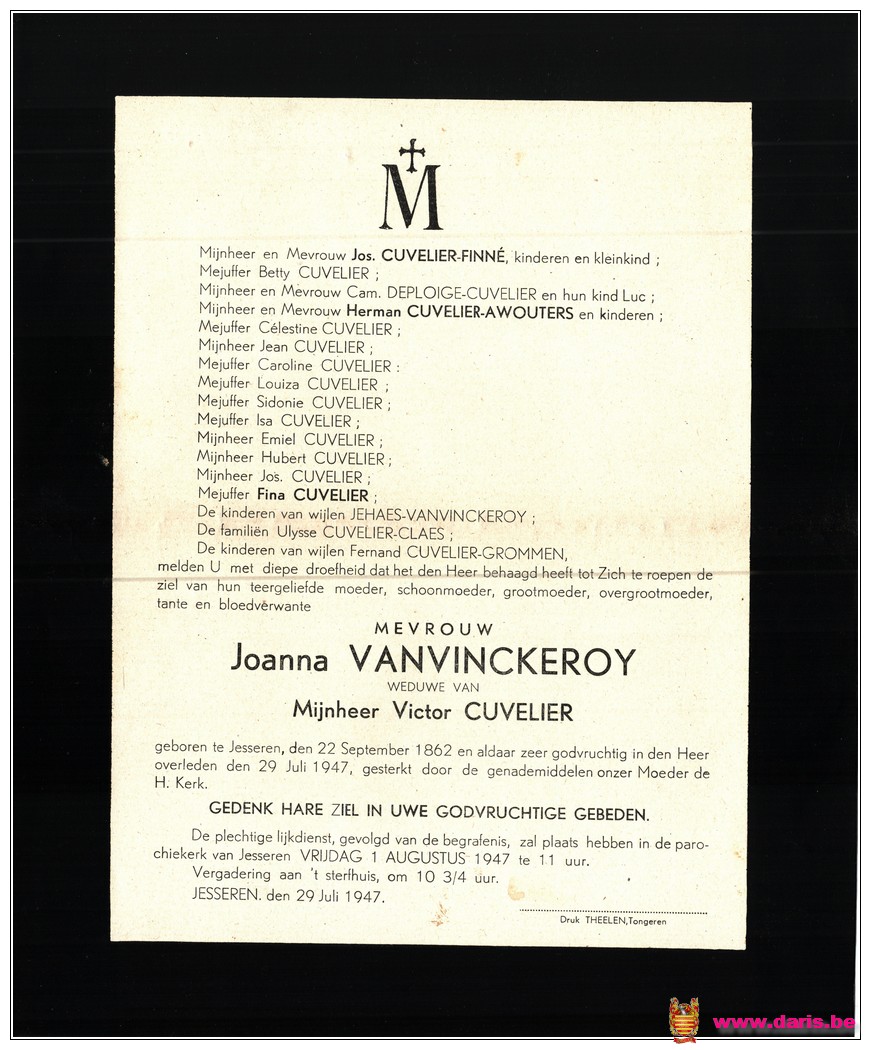 M
Mijnheer en Mevrouw Jos. CUVELIER-FINNÉ, kinderen en kleinkind ;
Mejuffer Betty CUVELIER ;
Mijnheer en Mevrouw Cam. DEPLOIGE-CUVELIER en hun kind Luc ;
Mijnheer en Mevrouw Herman CUVELIER-AWOUTERS en kinderen ;
Mejuffer Célestine CUVELIER ;
Mijnheer Jean CUVELIER ;
Mejuffer Caroline CUVELIER :
Mejuffer Louiza CUVELIER ;
Mejuffer Sidonie CUVELIER ;
Mejuffer Isa CUVELIER ;
Mijnheer Emiel CUVELIER ;
Mijnheer Hubert CUVELIER ;
Mijnheer Jos. CUVELIER ;
Mejuffer Fina CUVELIER ;
De kinderen van wijlen JEHAES-VANVINCKEROY ;
De familiën Ulysse CUVELIER-CLAES ;
De kinderen van wijlen Fernand CUVELIER-GROMMEN,
melden U met diepe droefheid dat het den Heer behaagd heeft tot Zich te roepen de
ziel van hun teergeliefde moeder, schoonmoeder, grootmoeder, overgrootmoeder,
tante en bloedverwante
MEVROUW
Joanna VANVINCKEROY
WEDUWE VAN
Mijnheer Victor CUVELIER
geboren te Jesseren, den 22 September 1862 en aldaar zeer godvruchtig in den Heer
overleden den 29 Juli 1947, gesterkt door de genademiddelen onzer Moeder de
H. Kerk.
GEDENK HARE ZIEL IN UWE GODVRUCHTIGE GEBEDEN.
De plechtige lijkdienst, gevolgd van de begrafenis, zal plaats hebben in de paro-
chiekerk van Jesseren VRIJDAG 1 AUGUSTUS 1947 te 11 uur.
Vergadering aan 't sterfhuis, om 10 3/4 uur.
JESSEREN. den 29 Juli 1947.
Druk THEELEN, Tongeren
www.daris.be